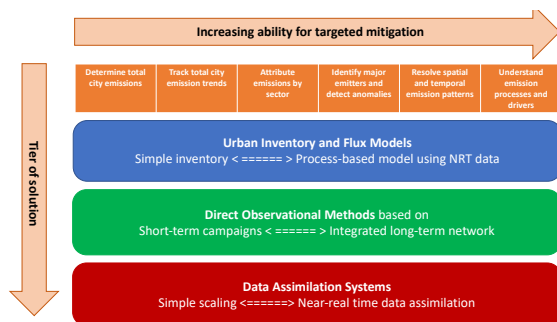 Increasing ability for targeted mitigation
Tier of solution
Determine total
city emissions
Track total city
emission trends
Attribute
emissions by
sector
Identify major
emitters and
detect anomalies
Resolve spatial
and temporal
emission patterns
Understand
emission
processes and
drivers
Urban Inventory and Flux Models
Simple inventory < ====== > Process-based model using NRT data
Direct Observational Methods based on
Short-term campaigns < ====== > Integrated long-term network
Data Assimilation Systems
Simple scaling <======> Near-real time data assimilation